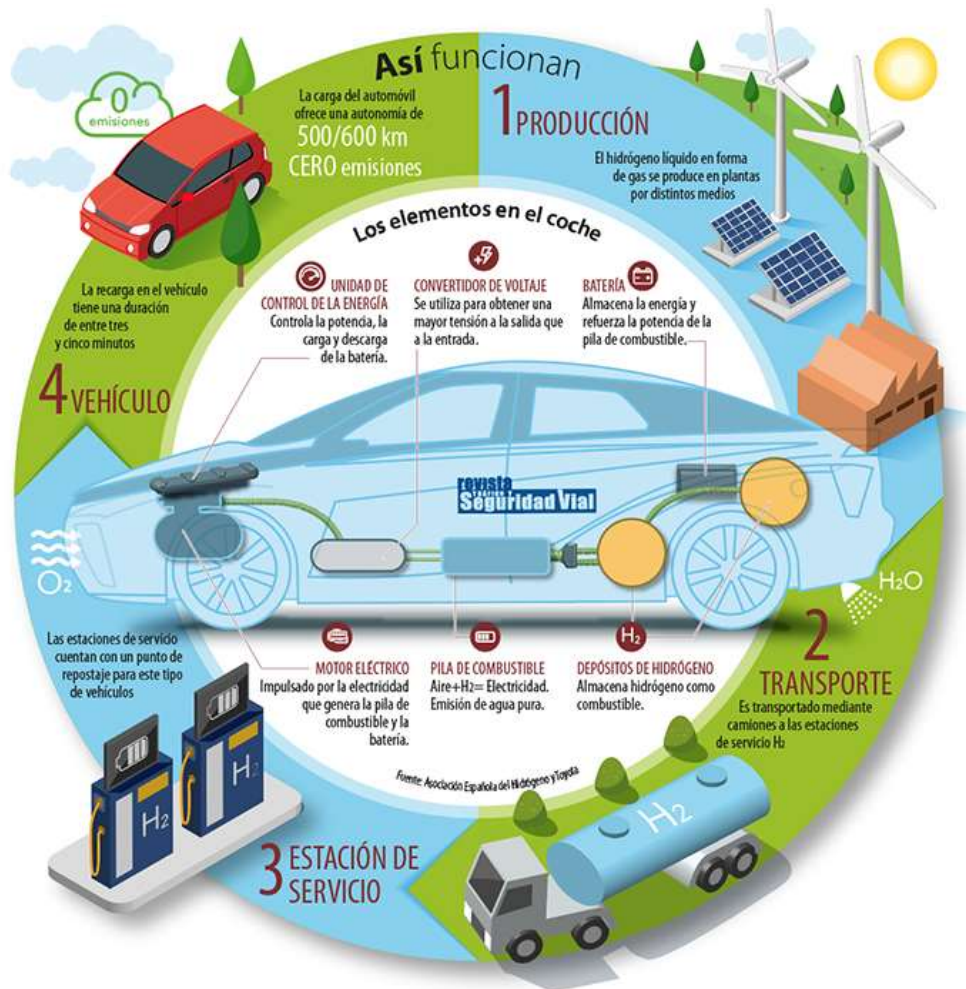 Así funcionan
1 PRODUCCIÓN
El hidrógeno líquido en forma
de gas se produce en plantas
por distintos medios
2
TRANSPORTE
Es transportado mediante
camiones a las estaciones
de servicio H2
H2
3 ESTACIÓN DE
SERVICIO
Las estaciones de servicio
cuentan con un punto de
repostaje para este tipo
de vehículos
H2
H2
4 VEHÍCULO
La recarga en el vehículo
tiene una duración
de entre tres
y cinco minutos
0
emisiones
La carga del automóvil
ofrece una autonomía de
500/600 km
CERO emisiones
Los elementos en el coche
UNIDAD DE
CONTROL DE LA ENERGÍA
Controla la potencia, la
carga y descarga
de la batería.
CONVERTIDOR DE VOLTAJE
Se utiliza para obtener una
mayor tensión a la salida que
a la entrada.
BATERÍA
Almacena la energía y
refuerza la potencia de la
pila de combustible.
revista
Seguridad Vial
O2
H2O
MOTOR ELÉCTRICO
Impulsado por la electricidad
que genera la pila de
combustible y la
batería.
PILA DE COMBUSTIBLE
Aire+H2= Electricidad.
Emisión de agua pura.
H2
DEPÓSITOS DE HIDRÓGENO
Almacena hidrógeno como
combustible.
Fuente: Asociación Española del Hidrógeno y Toyota